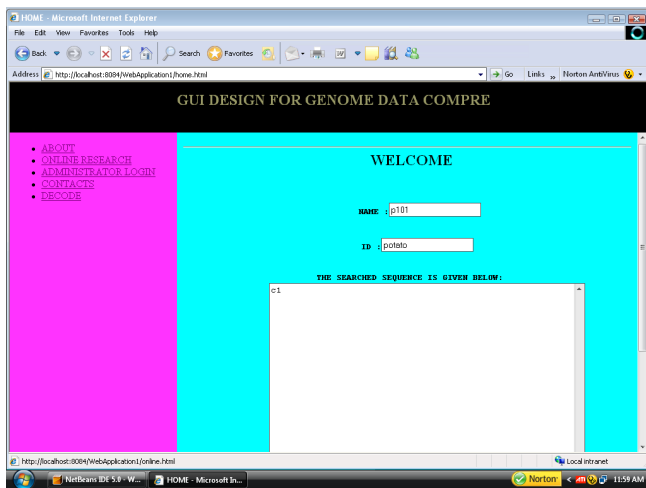 HOME - Microsoft Internet Explorer
File Edit View Favorites Tools Help
Back Search Favorites
Address http://localhost:8084/WebApplication1/home.html Go Links » Norton AntiVirus
GUI DESIGN FOR GENOME DATA COMPRE
ABOUT
ONLINE RESEARCH
ADMINISTRATOR LOGIN
CONTACTS
DECODE
WELCOME
NAME : p101
ID : potato
THE SEARCHED SEQUENCE IS GIVEN BELOW:
c1
http://localhost:8084/WebApplication1/online.html Local intranet
NetBeans IDE 5.0 - W... HOME - Microsoft In... Norton 11:59 AM